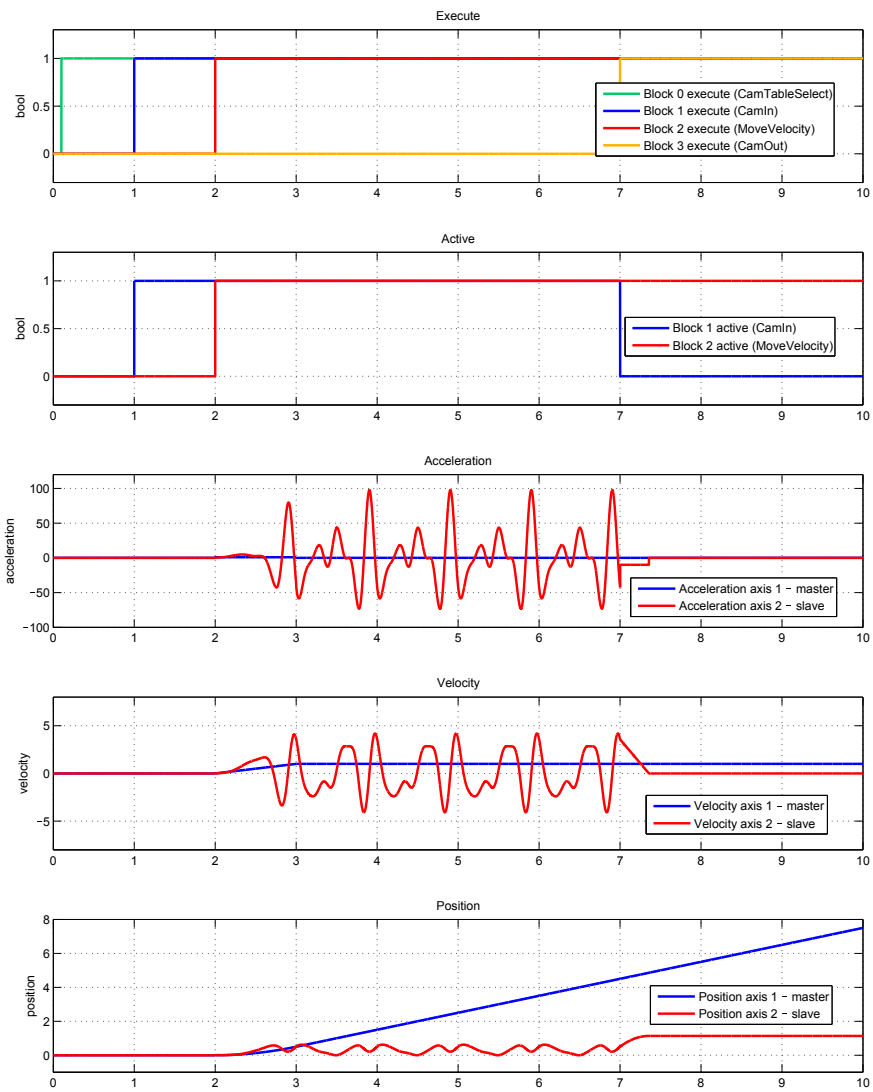 Execute
bool
1
0.5
0
Block 0 execute (CamTableSelect)
Block 1 execute (CamIn)
Block 2 execute (MoveVelocity)
Block 3 execute (CamOut)
0 1 2 3 4 5 6 7 8 9 10
Active
bool
1
0.5
0
Block 1 active (CamIn)
Block 2 active (MoveVelocity)
0 1 2 3 4 5 6 7 8 9 10
Acceleration
acceleration
100
50
0
−50
−100
Acceleration axis 1 − master
Acceleration axis 2 − slave
0 1 2 3 4 5 6 7 8 9 10
Velocity
velocity
5
0
−5
Velocity axis 1 − master
Velocity axis 2 − slave
0 1 2 3 4 5 6 7 8 9 10
Position
position
8
6
4
2
0
Position axis 1 − master
Position axis 2 − slave
0 1 2 3 4 5 6 7 8 9 10